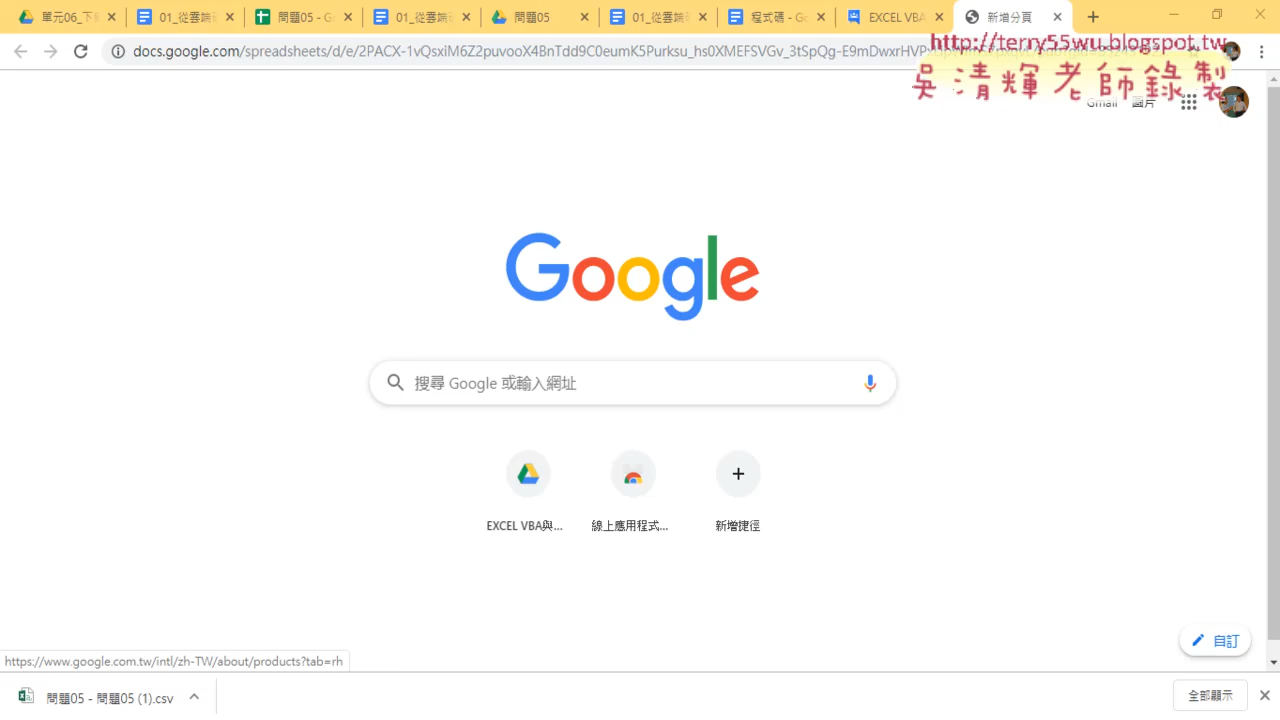 單元06_下
01_從雲端
問題05 - G
01_從雲端
問題05
01_從雲端
程式碼 - Go
EXCEL VBA
新增分頁
docs.google.com/spreadsheets/d/e/2PACX-1vQsxiM6Z2puvooX4BnTdd9C0eumK5Purksu_hs0XMEFSVGv_3tSpQg-E9mDwxrHVP
http://terry55wu.blogspot.tw
吳清輝老師錄製
Gmail 圖片
Google
搜尋 Google 或輸入網址
EXCEL VBA與...
線上應用程式...
新增捷徑
自訂
https://www.google.com.tw/intl/zh-TW/about/products?tab=rh
問題05 - 問題05 (1).csv
全部顯示